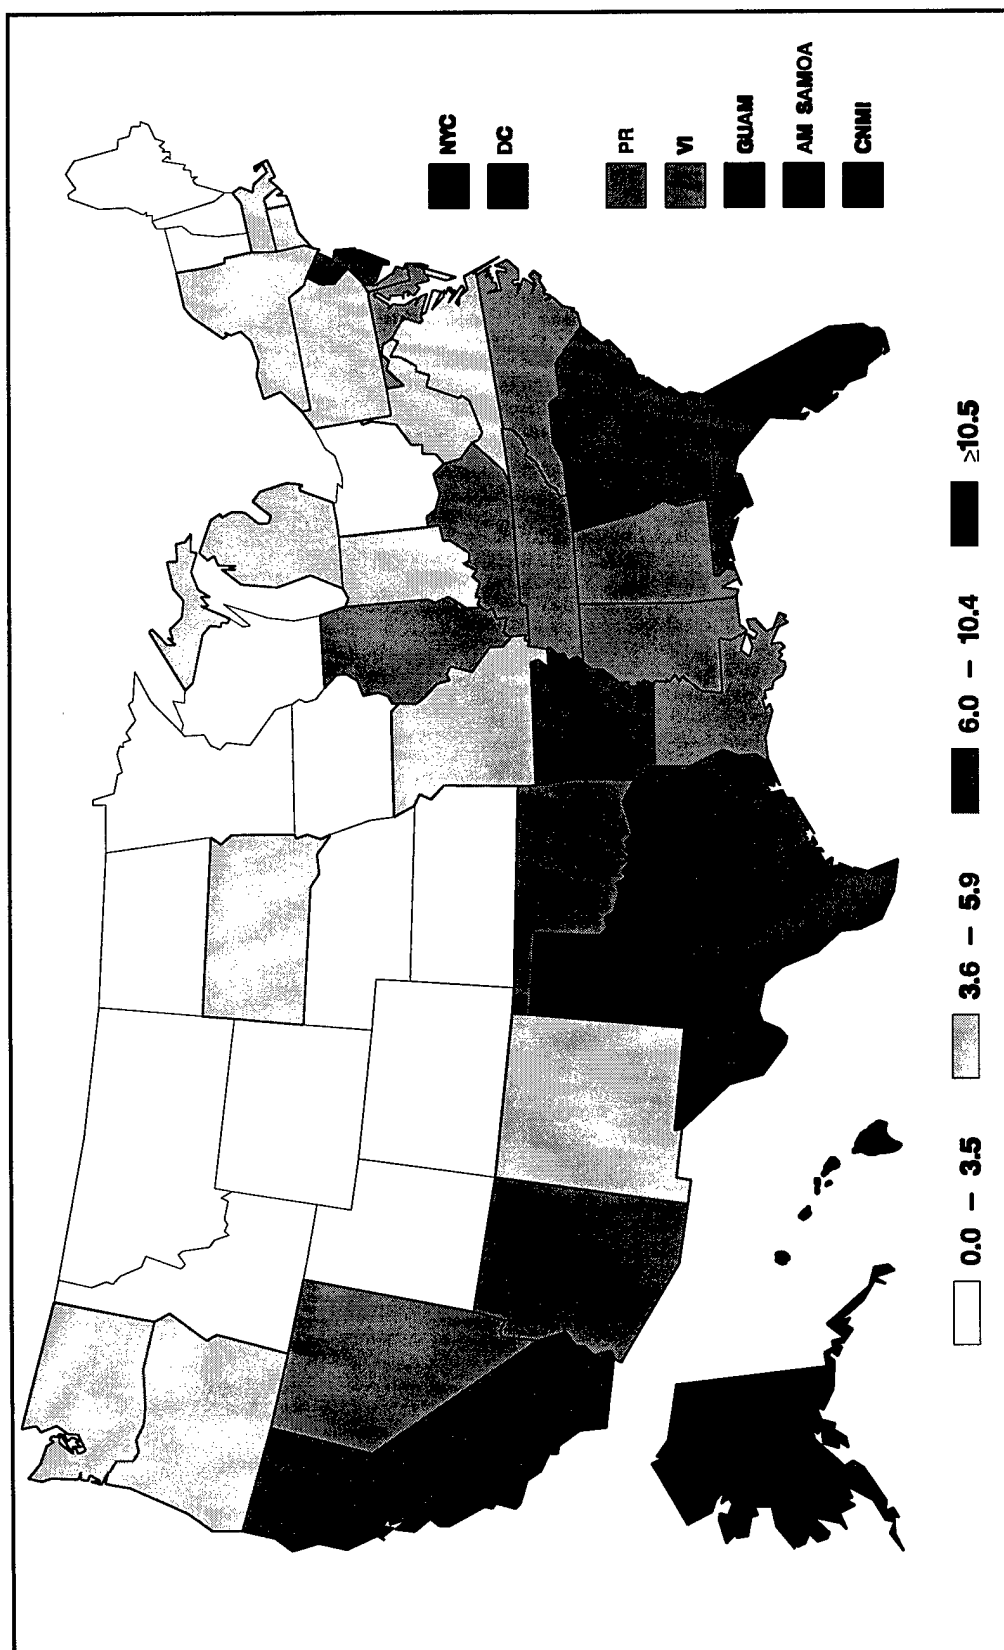 NYC
DC
PR
VI
GUAM
AM SAMOA
CNMI
0.0 – 3.5
3.6 – 5.9
6.0 – 10.4
≥10.5